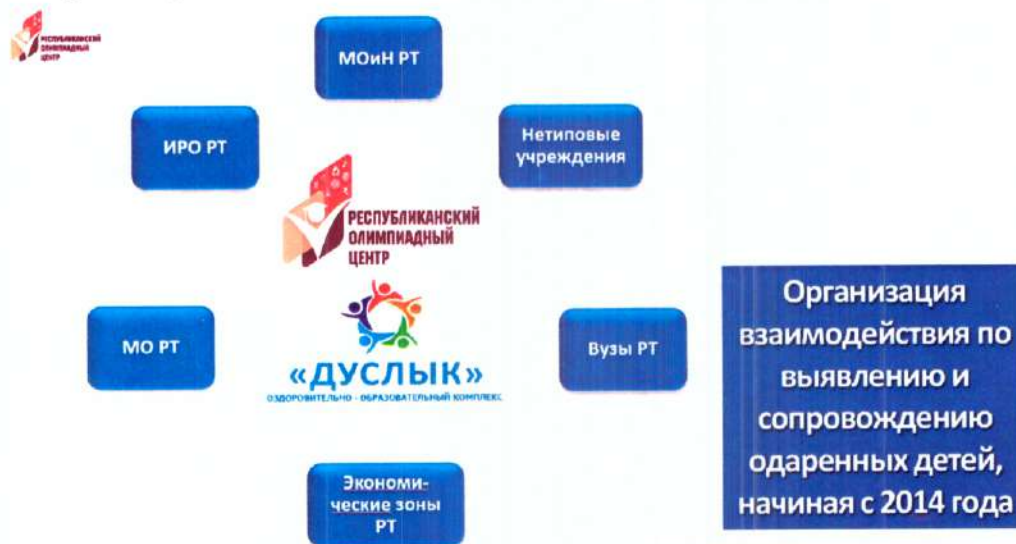 РЕСПУБЛИКАНСКИЙ
ОЛИМПИАДНЫЙ
ЦЕНТР
МОиН РТ
ИРО РТ
Нетиповые
учреждения
РЕСПУБЛИКАНСКИЙ
ОЛИМПИАДНЫЙ
ЦЕНТР
МО РТ
«ДУСЛЫК»
ОЗДОРОВИТЕЛЬНО - ОБРАЗОВАТЕЛЬНЫЙ КОМПЛЕКС
Вузы РТ
Экономи-
ческие зоны
РТ
Организация
взаимодействия по
выявлению и
сопровождению
одаренных детей,
начиная с 2014 года